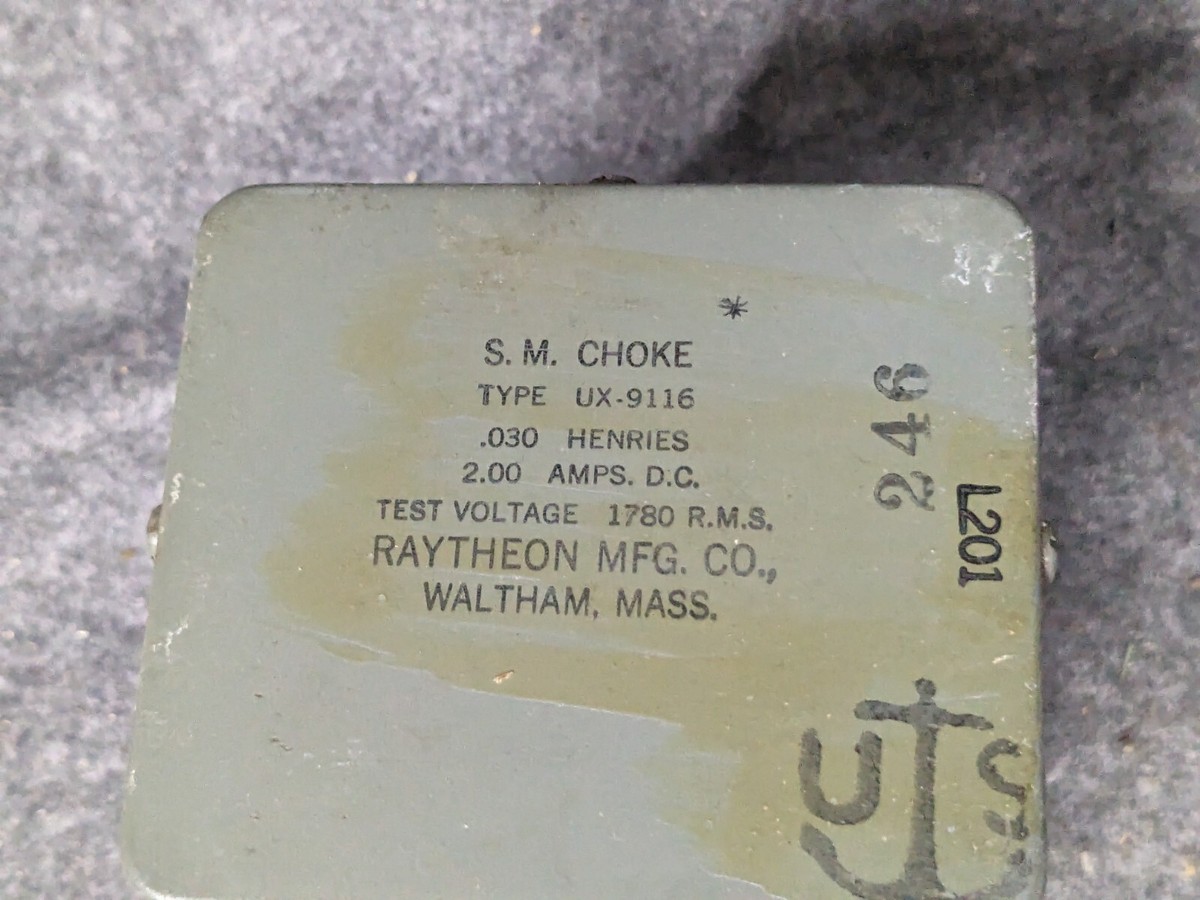 *
S. M. CHOKE
TYPE UX-9116
.030 HENRIES
2.00 AMPS. D.C.
TEST VOLTAGE 1780 R.M.S.
RAYTHEON MFG. CO.,
WALTHAM, MASS.
246
L201
U S